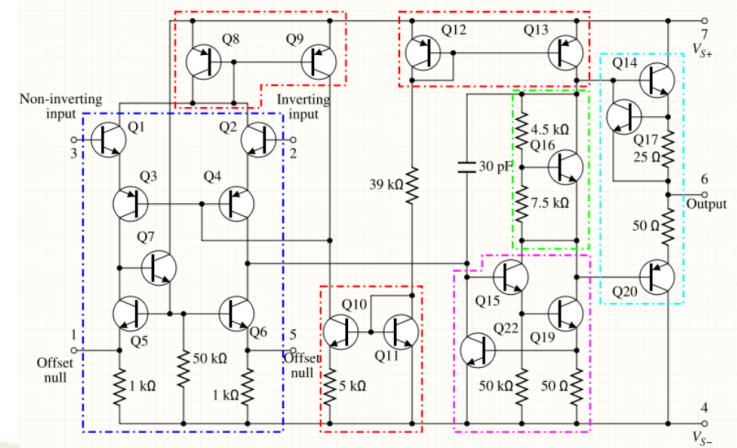 Q8
Q9
Q12
Q13
7
V_S+
Q14
Non-inverting
input
Inverting
input
Q1
Q2
3
2
4.5 kΩ
Q16
Q17
25 Ω
30 pF
39 kΩ
Q3
Q4
7.5 kΩ
6
Output
50 Ω
Q7
Q15
Q20
Q10
Q11
1
Q5
Q6
5
Q22
Q19
Offset
null
50 kΩ
Offset
null
1 kΩ
1 kΩ
5 kΩ
50 kΩ
50 Ω
4
V_S−